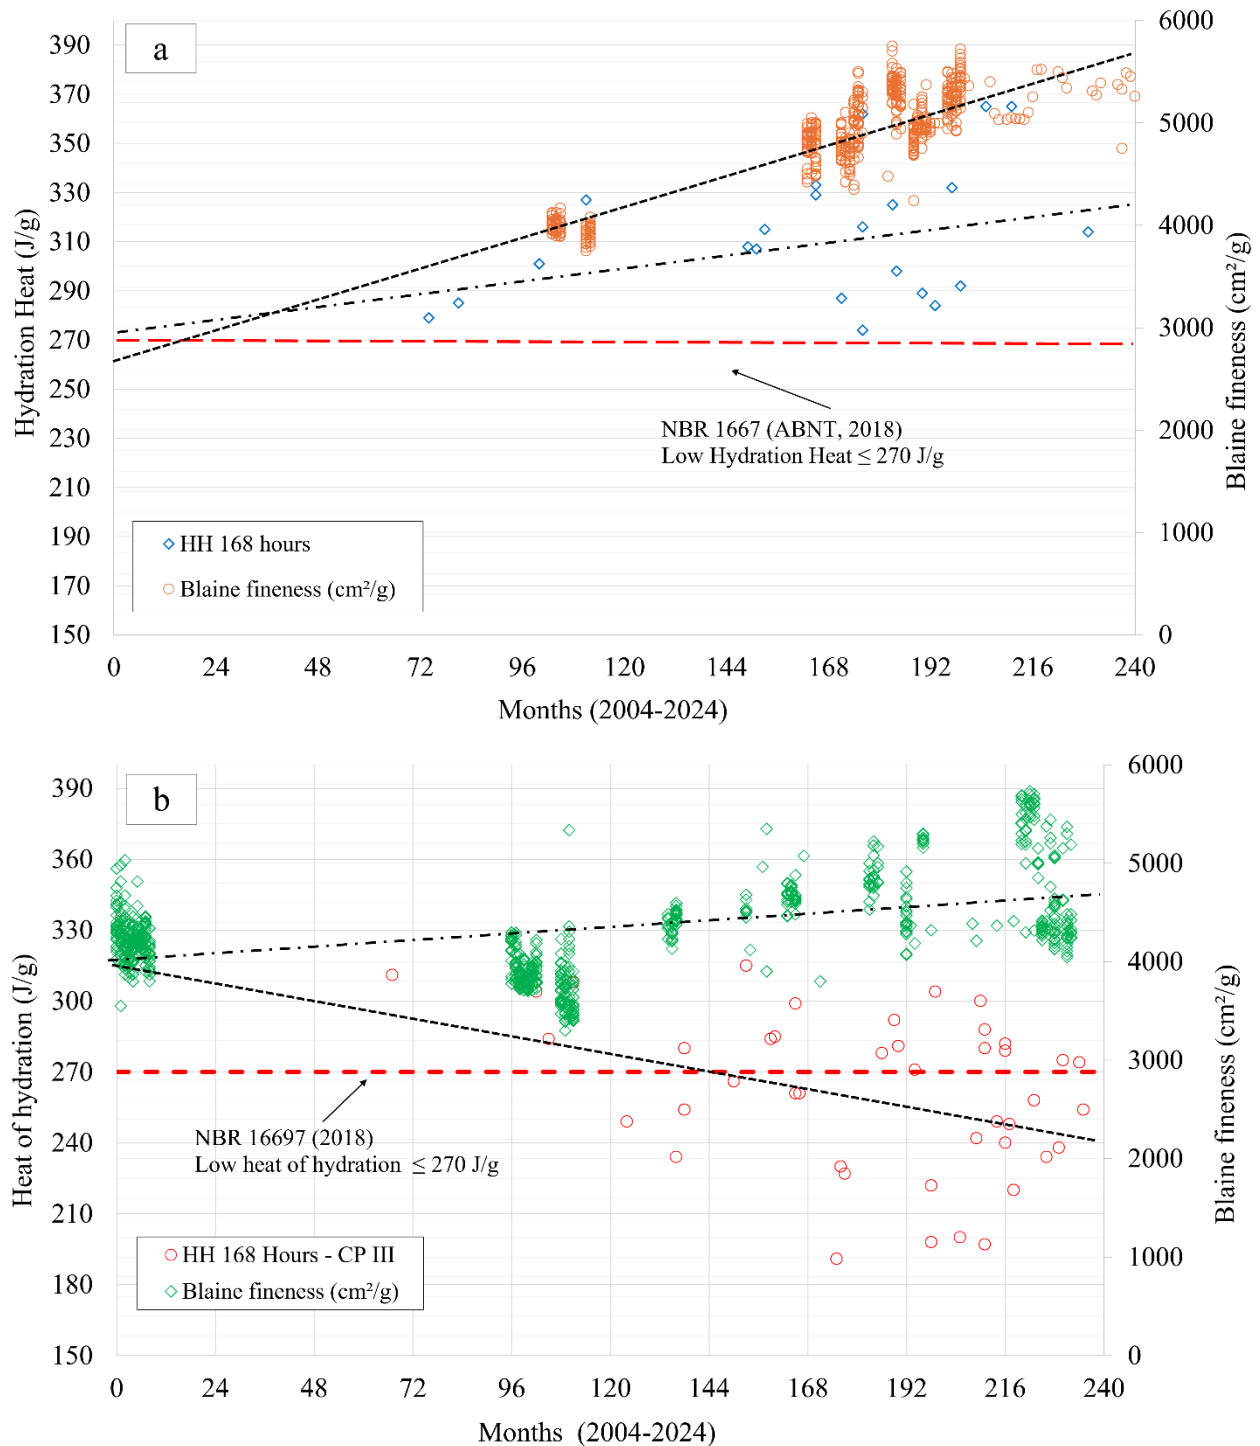 a
390
370
350
330
310
290
270
250
230
210
190
170
150
Hydration Heat (J/g)
6000
5000
4000
3000
2000
1000
0
Blaine fineness (cm²/g)
NBR 1667 (ABNT, 2018)
Low Hydration Heat ≤ 270 J/g
HH 168 hours
Blaine fineness (cm²/g)
0 24 48 72 96 120 144 168 192 216 240
Months (2004-2024)
b
390
360
330
300
270
240
210
180
150
Heat of hydration (J/g)
6000
5000
4000
3000
2000
1000
0
Blaine fineness (cm²/g)
NBR 16697 (2018)
Low heat of hydration ≤ 270 J/g
HH 168 Hours - CP III
Blaine fineness (cm²/g)
0 24 48 72 96 120 144 168 192 216 240
Months (2004-2024)